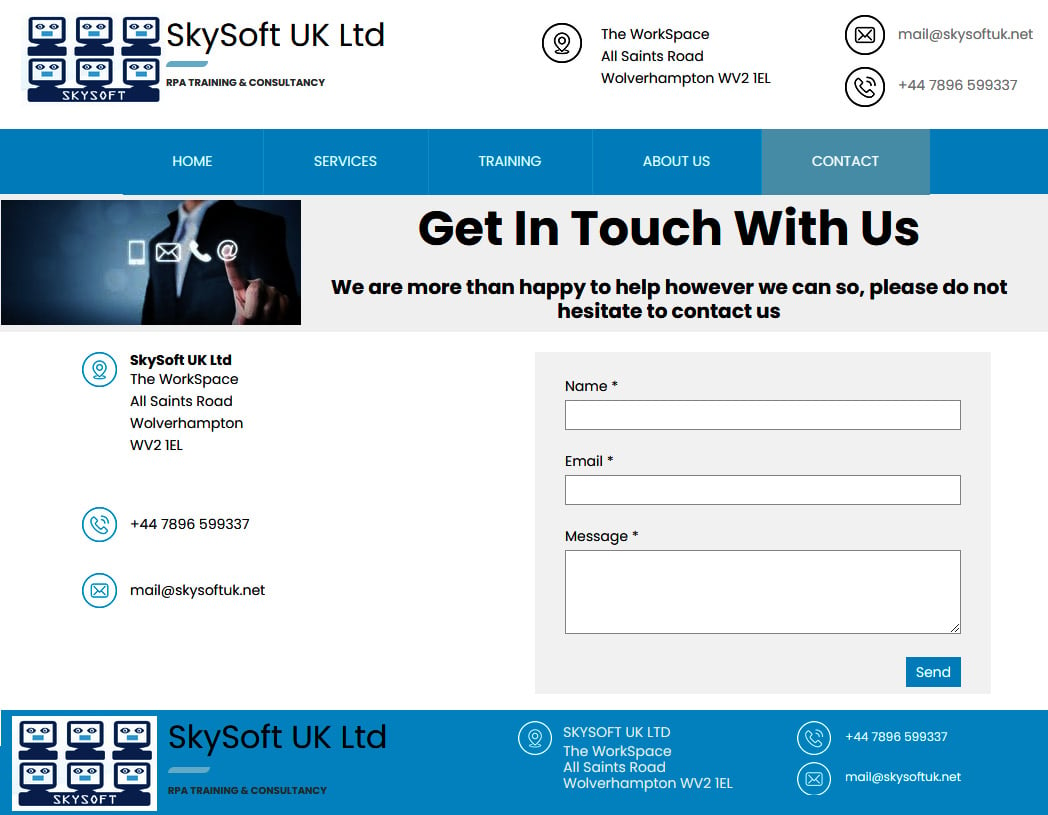 SkySoft UK Ltd
RPA TRAINING & CONSULTANCY
SKYSOFT
The WorkSpace
All Saints Road
Wolverhampton WV2 1EL
mail@skysoftuk.net
+44 7896 599337
HOME
SERVICES
TRAINING
ABOUT US
CONTACT
@
Get In Touch With Us
We are more than happy to help however we can so, please do not
hesitate to contact us
SkySoft UK Ltd
The WorkSpace
All Saints Road
Wolverhampton
WV2 1EL
+44 7896 599337
mail@skysoftuk.net
Name *
Email *
Message *
Send
SkySoft UK Ltd
RPA TRAINING & CONSULTANCY
SKYSOFT
SKYSOFT UK LTD
The WorkSpace
All Saints Road
Wolverhampton WV2 1EL
+44 7896 599337
mail@skysoftuk.net